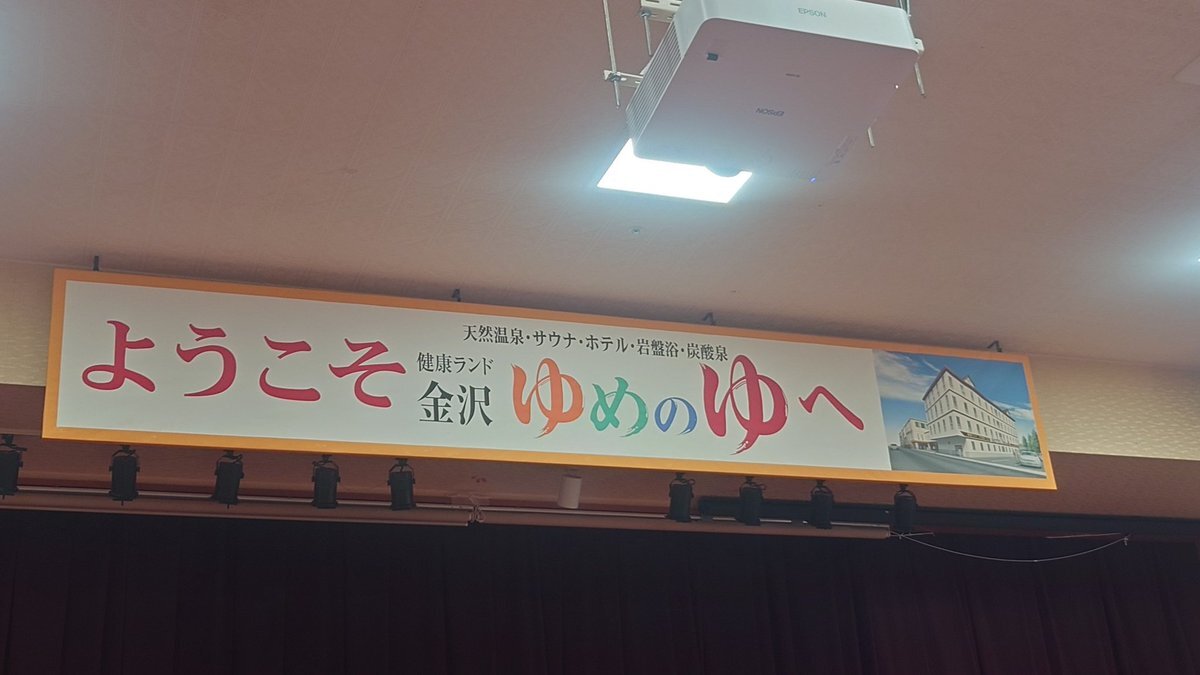 EPSON
EPSON
天然温泉・サウナ・ホテル・岩盤浴・炭酸泉
ようこそ 健康ランド 金沢 ゆめのゆへ